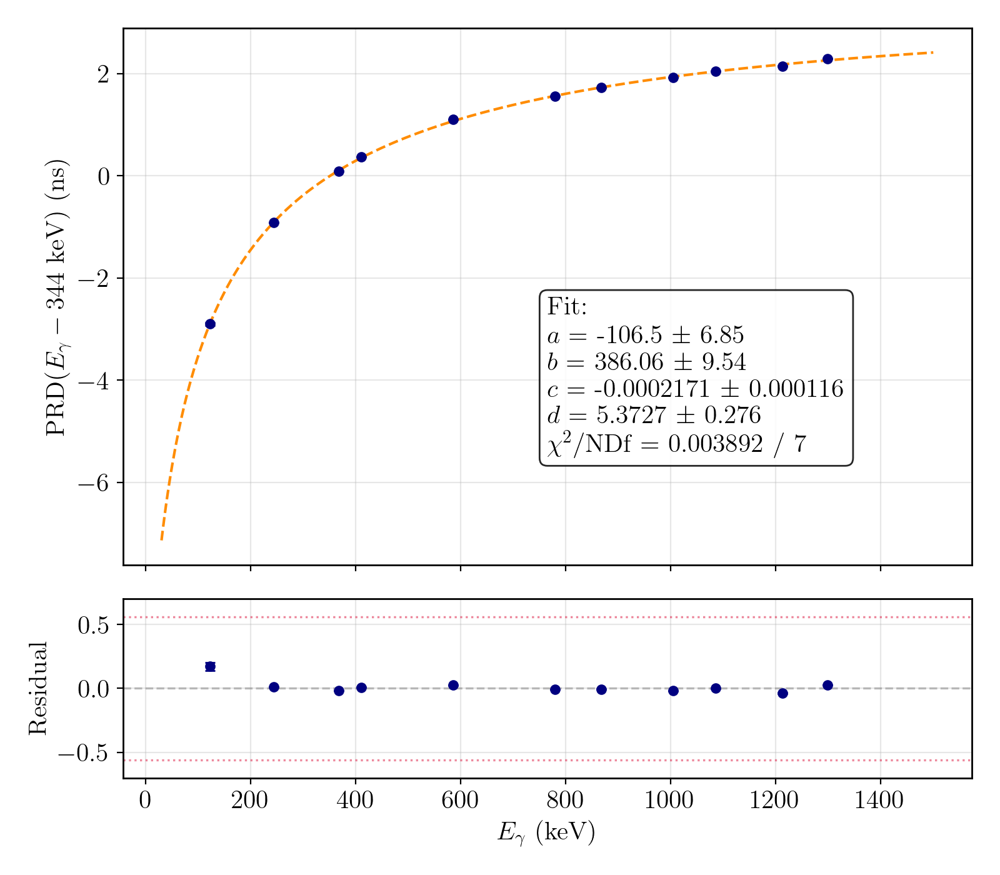 2
0
−2
−4
−6
PRD(Eγ − 344 keV) (ns)
Fit:
a = -106.5 ± 6.85
b = 386.06 ± 9.54
c = -0.0002171 ± 0.000116
d = 5.3727 ± 0.276
χ²/NDf = 0.003892 / 7
0.5
0.0
−0.5
Residual
0 200 400 600 800 1000 1200 1400
Eγ (keV)